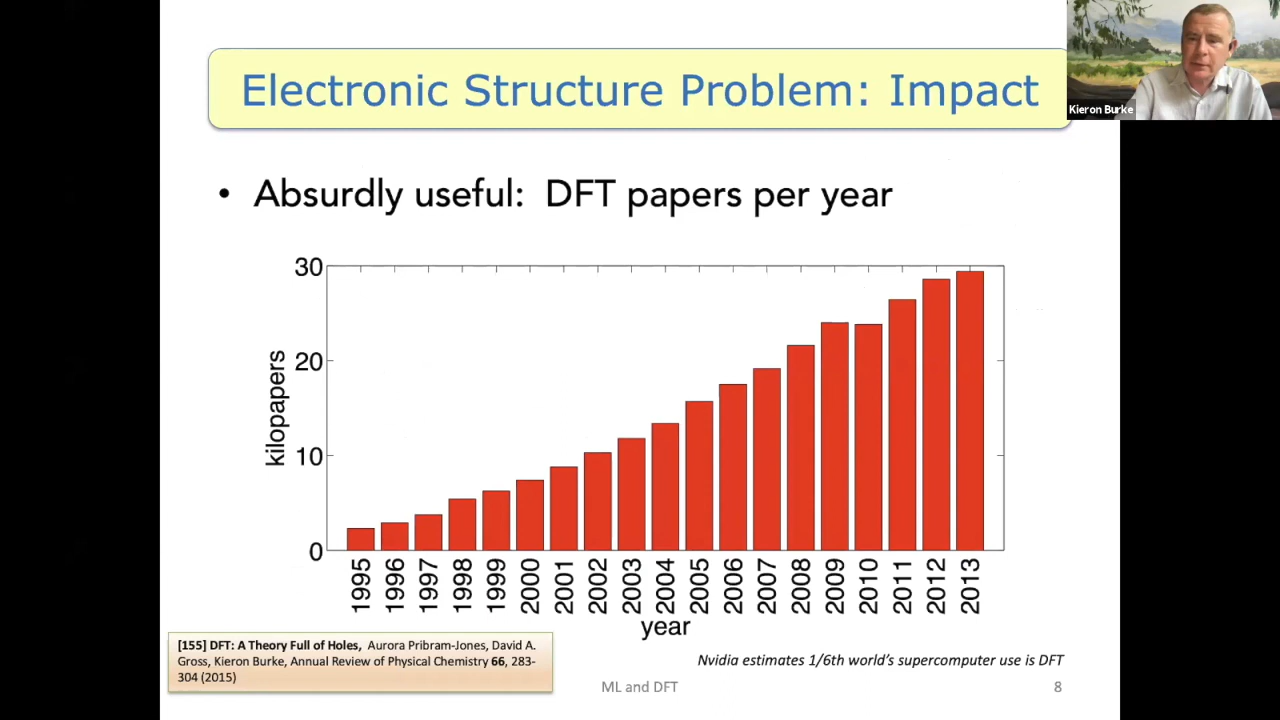 Electronic Structure Problem: Impact
Kieron Burke
• Absurdly useful: DFT papers per year
kilopapers
30
20
10
0
1995 1996 1997 1998 1999 2000 2001 2002 2003 2004 2005 2006 2007 2008 2009 2010 2011 2012 2013
year
[155] DFT: A Theory Full of Holes, Aurora Pribram-Jones, David A.
Gross, Kieron Burke, Annual Review of Physical Chemistry 66, 283-
304 (2015)
Nvidia estimates 1/6th world's supercomputer use is DFT
ML and DFT
8